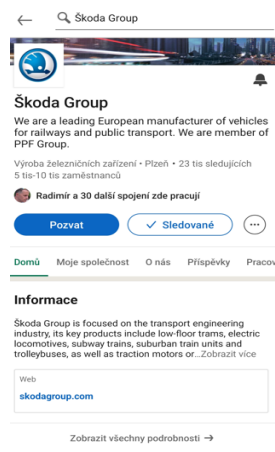 Škoda Group
Škoda Group
We are a leading European manufacturer of vehicles
for railways and public transport. We are member of
PPF Group.
Výroba železničních zařízení • Plzeň • 23 tis sledujících
5 tis-10 tis zaměstnanců
Radimír a 30 další spojení zde pracují
Pozvat
Sledované
Domů Moje společnost O nás Příspěvky Pracov
Informace
Škoda Group is focused on the transport engineering
industry, its key products include low-floor trams, electric
locomotives, subway trains, suburban train units and
trolleybuses, as well as traction motors or...Zobrazit více
Web
skodagroup.com
Zobrazit všechny podrobnosti →